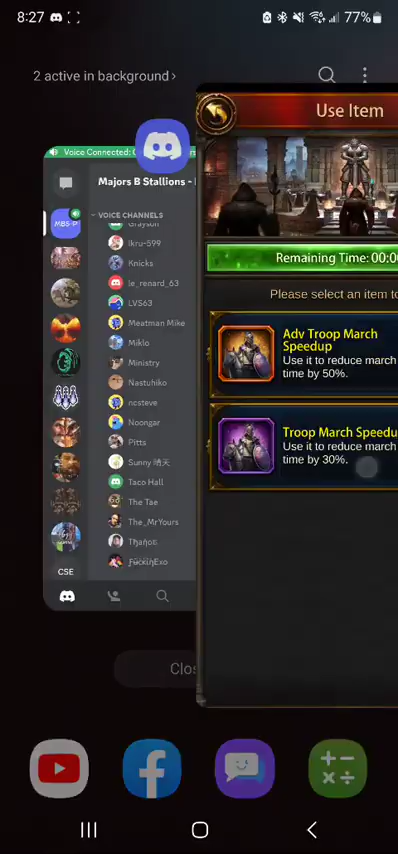 8:27
77%
2 active in background
Voice Connected:
Majors B Stallions -
MBS-P
VOICE CHANNELS
Grayson
Ikru-599
Knicks
le_renard_63
LVS63
Meatman Mike
Miklo
Ministry
Nastuhiko
ncsteve
Noongar
Pitts
Sunny 晴天
Taco Hall
The Tae
The_MrYours
CSE
Clos
Use Item
Remaining Time: 00:0
Please select an item to
Adv Troop March
Speedup
Use it to reduce march
time by 50%.
Troop March Speedu
Use it to reduce march
time by 30%.